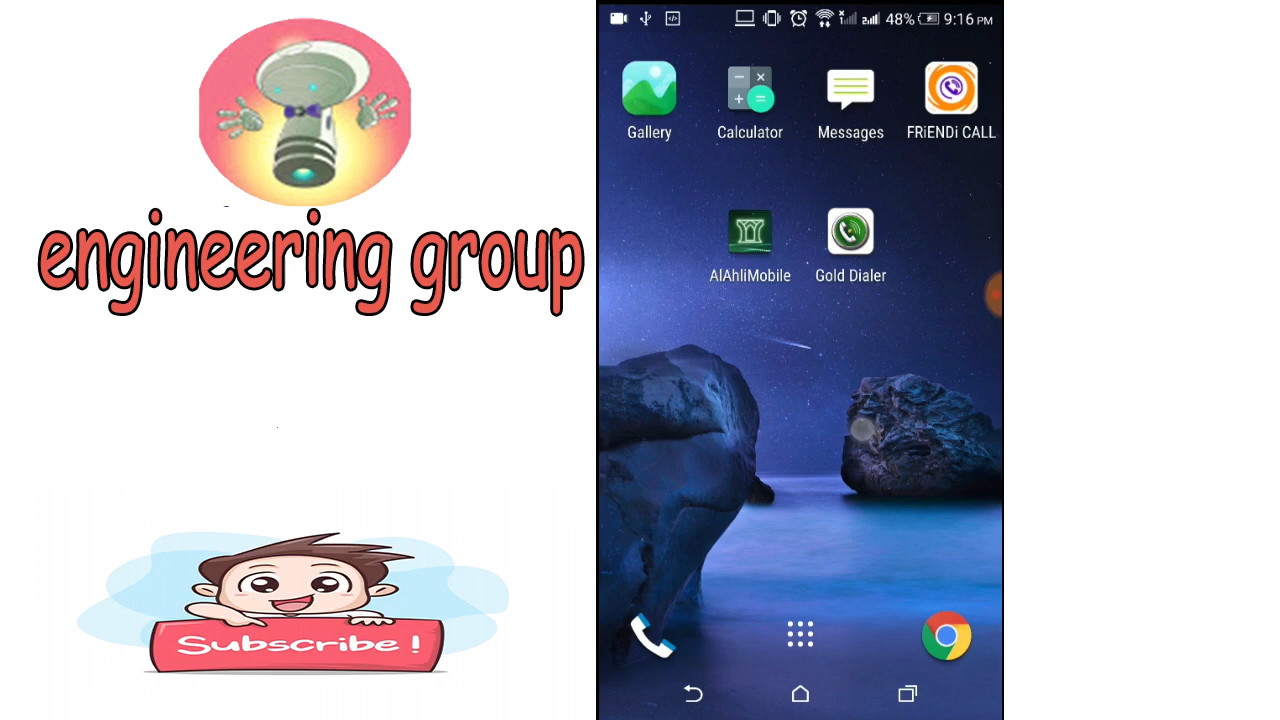 engineering group
Subscribe !
48% 9:16 PM
Gallery
Calculator
Messages
FRiENDi CALL
AlAhliMobile
Gold Dialer